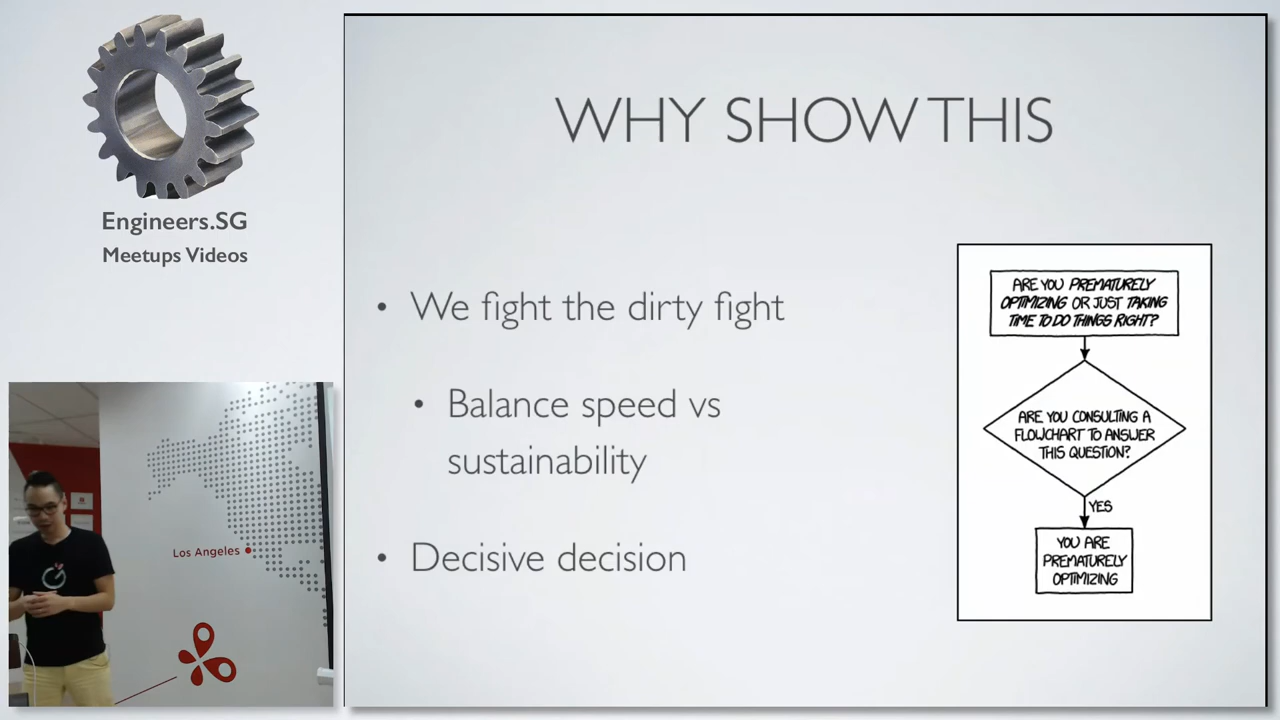 Engineers.SG
Meetups Videos
WHY SHOW THIS
• We fight the dirty fight
• Balance speed vs
sustainability
• Decisive decision
ARE YOU PREMATURELY
OPTIMIZING OR JUST TAKING
TIME TO DO THINGS RIGHT?
ARE YOU CONSULTING A
FLOWCHART TO ANSWER
THIS QUESTION?
YES
YOU ARE
PREMATURELY
OPTIMIZING
Los Angeles